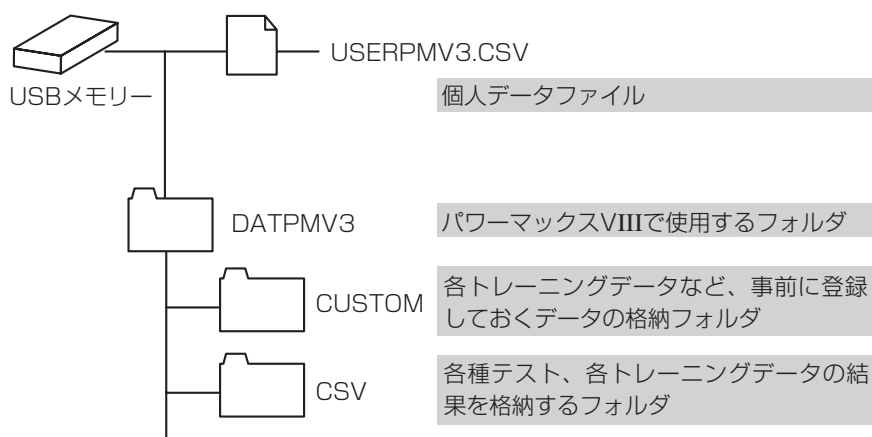 USERPMV3.CSV
USBメモリー
個人データファイル
DATPMV3
パワーマックスVIIIで使用するフォルダ
CUSTOM
各トレーニングデータなど、事前に登録
しておくデータの格納フォルダ
CSV
各種テスト、各トレーニングデータの結
果を格納するフォルダ